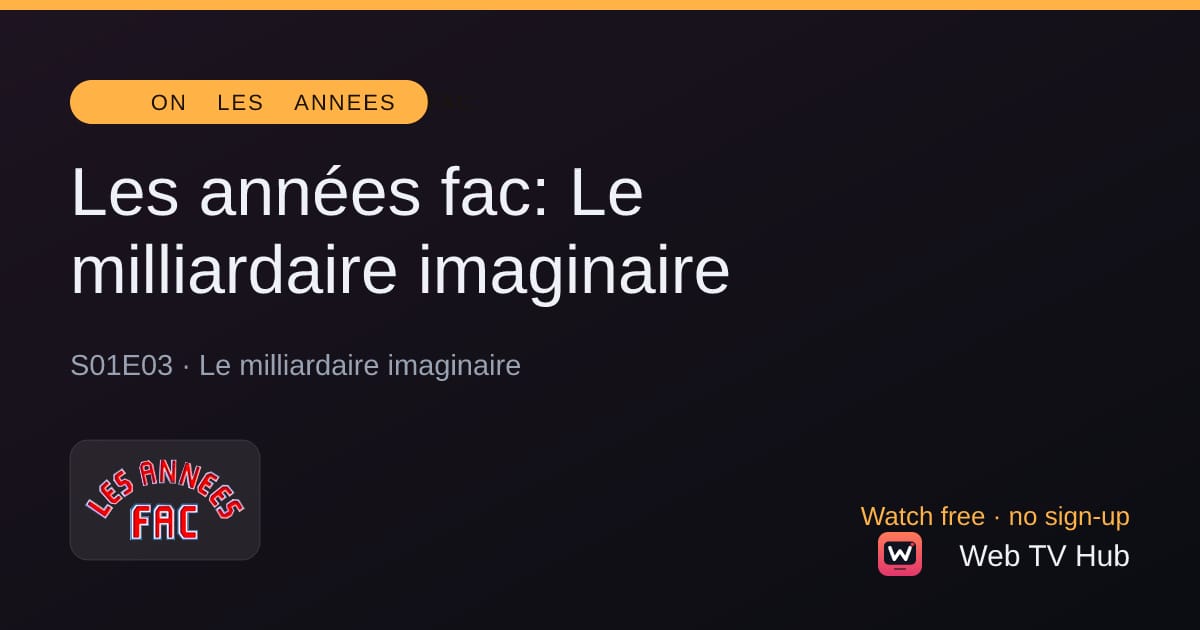 ON LES ANNEES
Les années fac: Le
milliardaire imaginaire
S01E03 · Le milliardaire imaginaire
LES ANNEES
FAC
Watch free · no sign-up
W
Web TV Hub